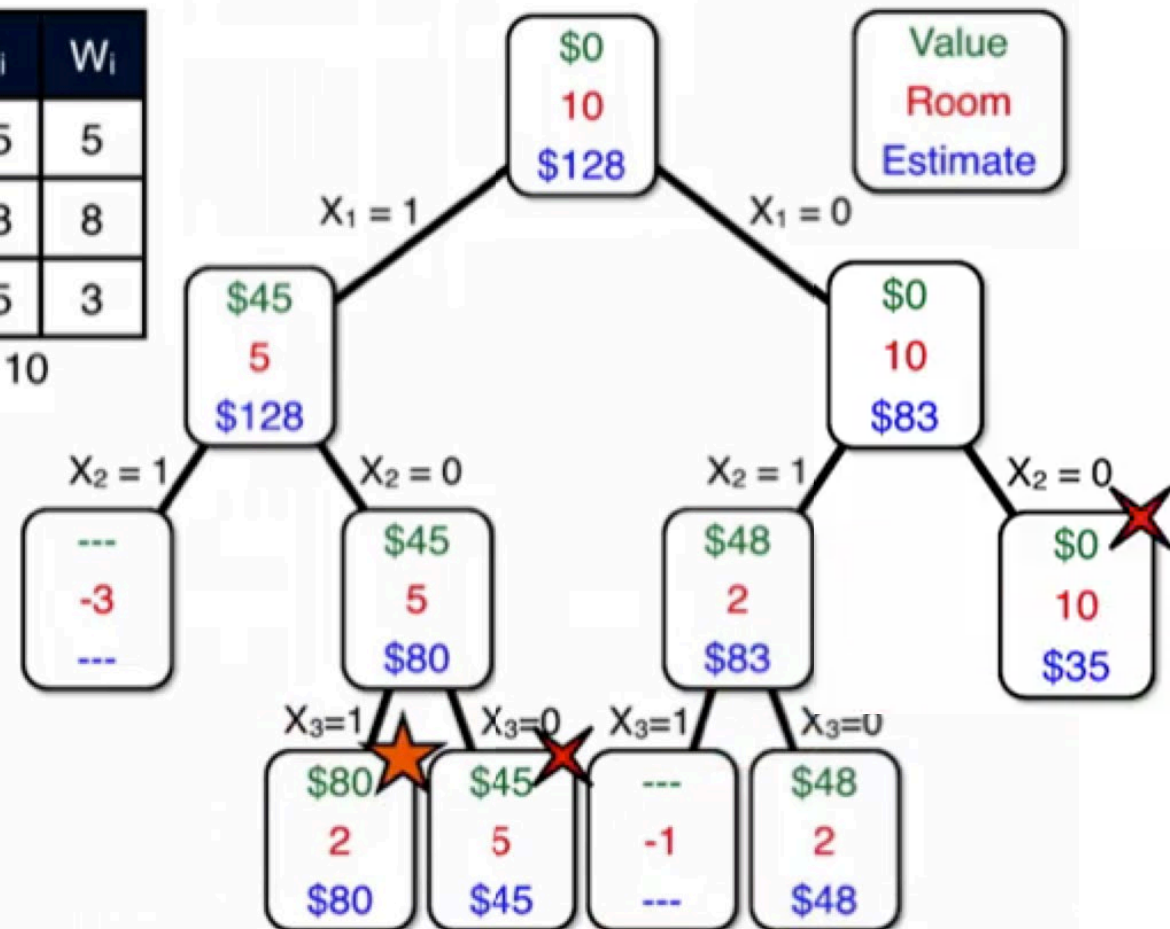 i Wi
5 5
8 8
5 3
10
$0
10
$128
Value
Room
Estimate
X1 = 1
X1 = 0
$45
5
$128
$0
10
$83
X2 = 1
X2 = 0
X2 = 1
X2 = 0
---
-3
---
$45
5
$80
$48
2
$83
$0
10
$35
X3=1
X3=0
X3=1
X3=0
$80
2
$80
$45
5
$45
---
-1
---
$48
2
$48